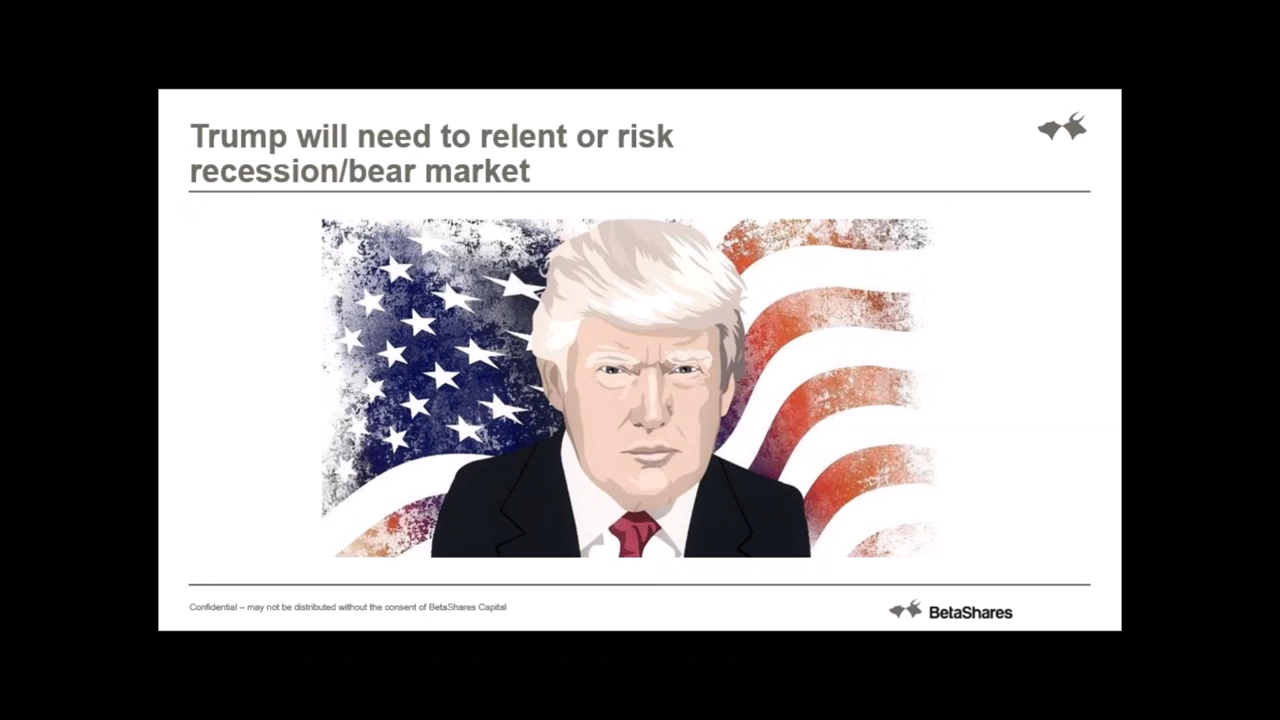 Trump will need to relent or risk
recession/bear market
Confidential – may not be distributed without the consent of BetaShares Capital
BetaShares